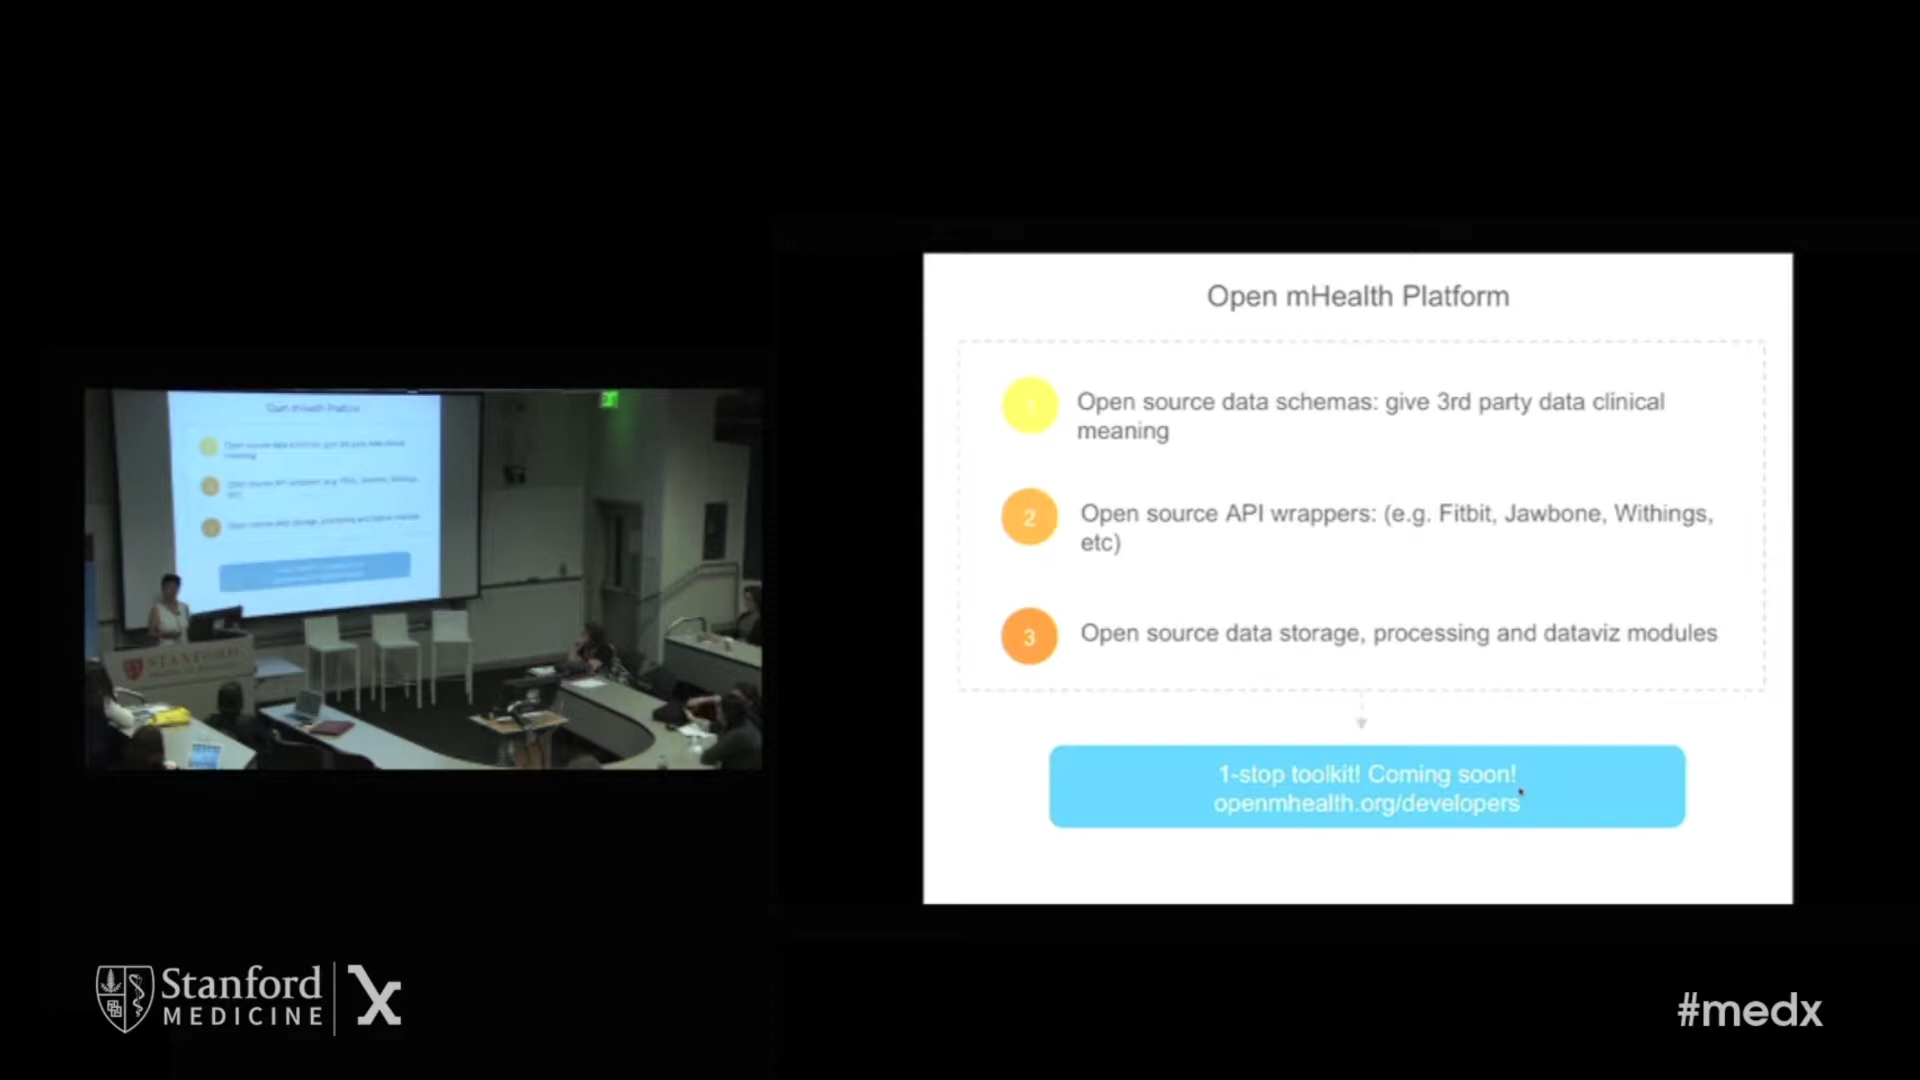 Open mHealth Platform
1
Open source data schemas: give 3rd party data clinical
meaning
2
Open source API wrappers: (e.g. Fitbit, Jawbone, Withings,
etc)
3
Open source data storage, processing and dataviz modules
1-stop toolkit! Coming soon!
openmhealth.org/developers
STANFORD
Stanford
MEDICINE
X
#medx